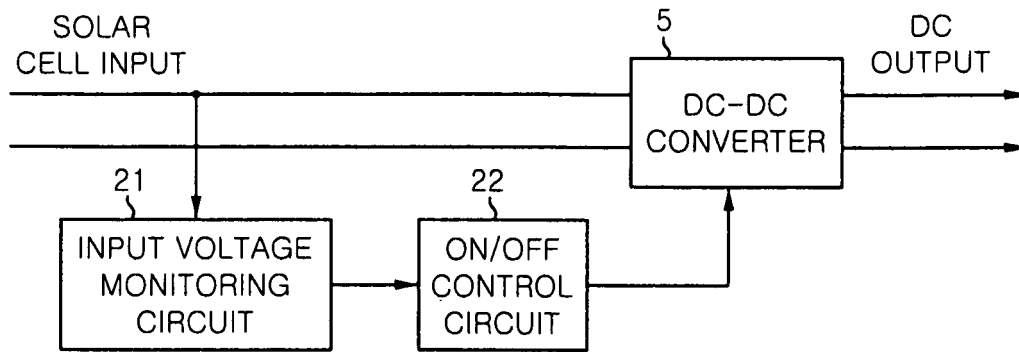 SOLAR
CELL INPUT
5
DC
OUTPUT
DC-DC
CONVERTER
21
22
INPUT VOLTAGE
MONITORING
CIRCUIT
ON/OFF
CONTROL
CIRCUIT